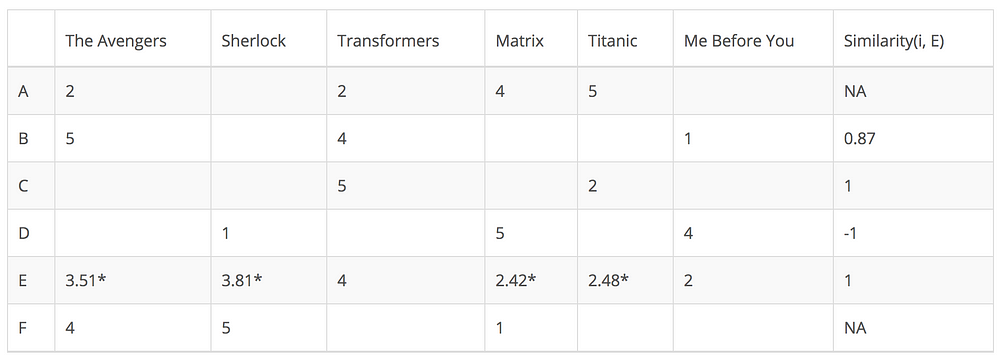 The Avengers Sherlock Transformers Matrix Titanic Me Before You Similarity(i, E)
A 2 2 4 5 NA
B 5 4 1 0.87
C 5 2 1
D 1 5 4 -1
E 3.51* 3.81* 4 2.42* 2.48* 2 1
F 4 5 1 NA